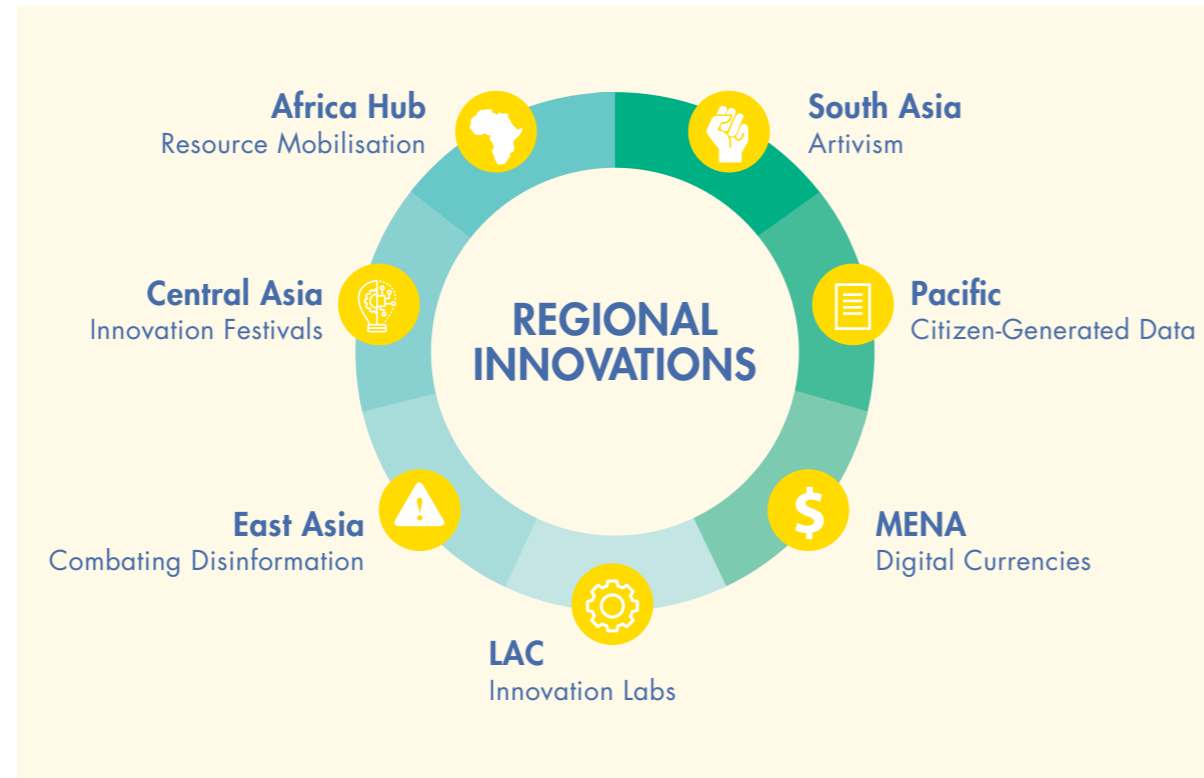 Africa Hub
Resource Mobilisation
South Asia
Artivism
Central Asia
Innovation Festivals
REGIONAL
INNOVATIONS
Pacific
Citizen-Generated Data
East Asia
Combating Disinformation
MENA
Digital Currencies
LAC
Innovation Labs